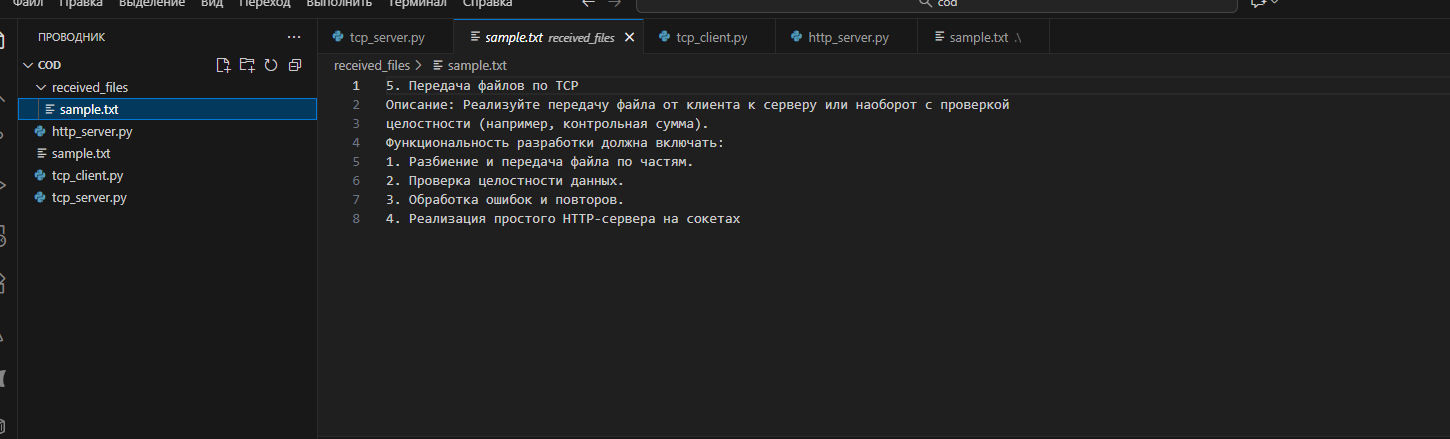 Файл Правка Выделение Вид Переход Выполнить Терминал Справка
cod
ПРОВОДНИК
COD
received_files
sample.txt
http_server.py
sample.txt
tcp_client.py
tcp_server.py
tcp_server.py
sample.txt received_files
tcp_client.py
http_server.py
sample.txt .\
received_files > sample.txt
1 5. Передача файлов по TCP
2 Описание: Реализуйте передачу файла от клиента к серверу или наоборот с проверкой
3 целостности (например, контрольная сумма).
4 Функциональность разработки должна включать:
5 1. Разбиение и передача файла по частям.
6 2. Проверка целостности данных.
7 3. Обработка ошибок и повторов.
8 4. Реализация простого HTTP-сервера на сокетах